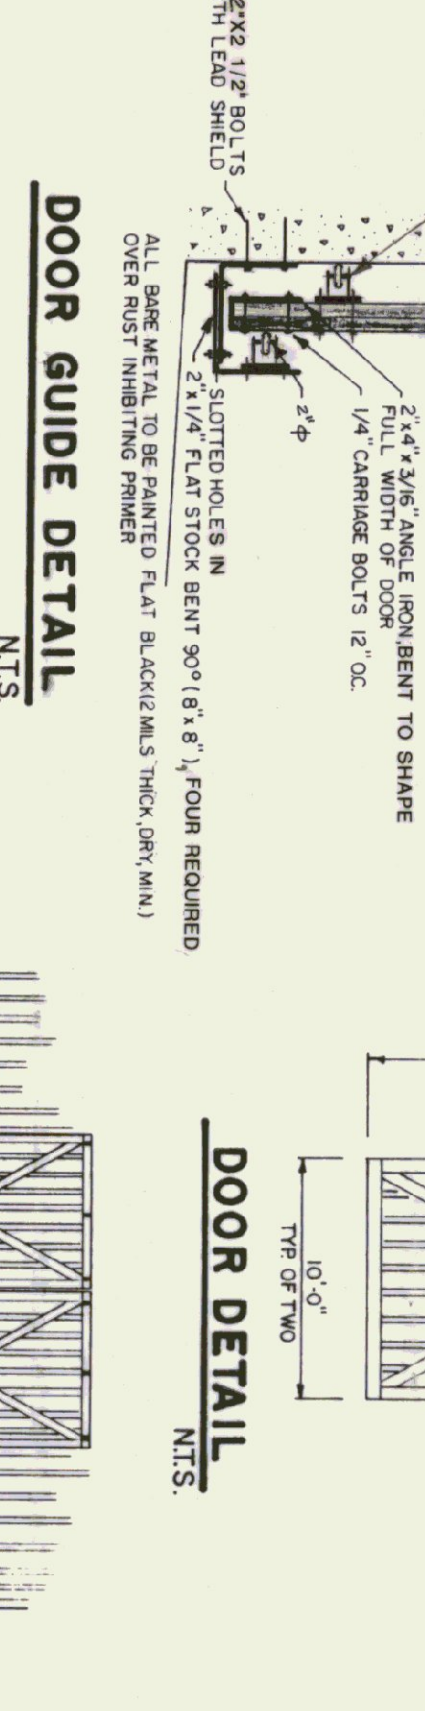 2"X2 1/2" BOLTS
TH LEAD SHIELD
2"x4"x3/16" ANGLE IRON, BENT TO SHAPE
FULL WIDTH OF DOOR
1/4" CARRIAGE BOLTS 12" O.C.
2"Φ
SLOTTED HOLES IN
2"x1/4" FLAT STOCK BENT 90° (8"x8"), FOUR REQUIRED
ALL BARE METAL TO BE PAINTED FLAT BLACK (2 MILS THICK, DRY, MIN.)
OVER RUST INHIBITING PRIMER
DOOR GUIDE DETAIL
N.T.S.
10'-0"
TYP. OF TWO
DOOR DETAIL
N.T.S.